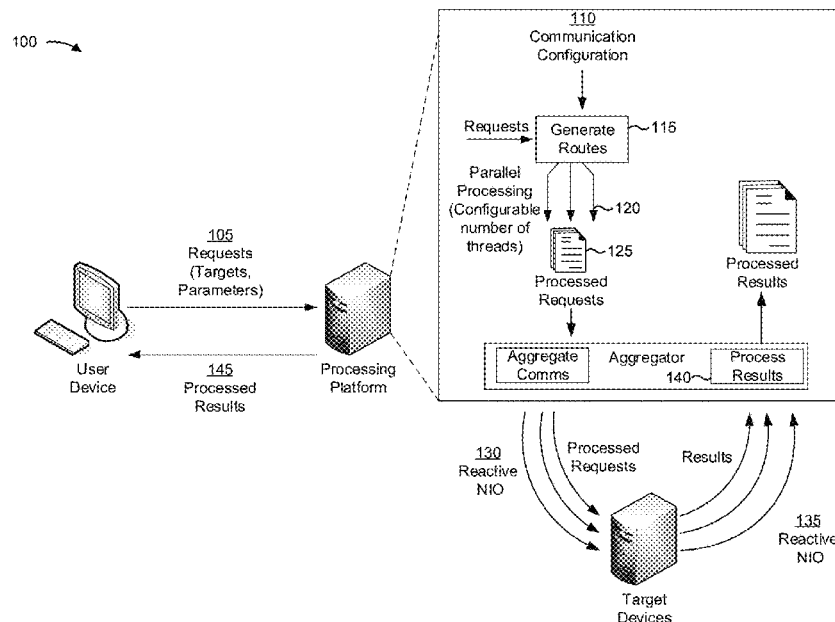 100
110
Communication
Configuration
Requests
Generate
Routes
115
Parallel
Processing
(Configurable
number of
threads)
120
125
Processed
Requests
Processed
Results
105
Requests
(Targets,
Parameters)
User
Device
145
Processed
Results
Processing
Platform
Aggregate
Comms
Aggregator
140
Process
Results
130
Reactive
NIO
Processed
Requests
Results
135
Reactive
NIO
Target
Devices